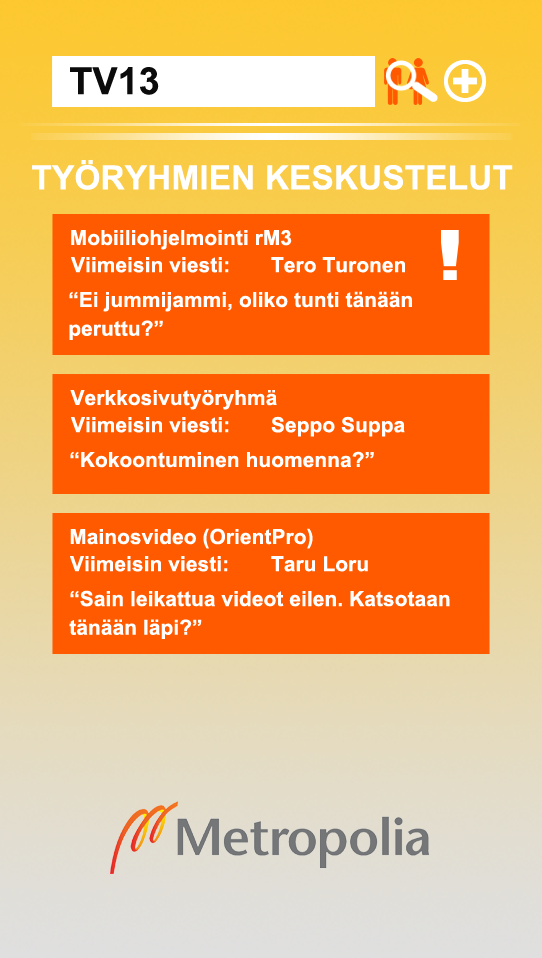 TV13
TYÖRYHMIEN KESKUSTELUT
Mobiiliohjelmointi rM3
Viimeisin viesti: Tero Turonen
!
“Ei jummijammi, oliko tunti tänään
peruttu?”
Verkkosivutyöryhmä
Viimeisin viesti: Seppo Suppa
“Kokoontuminen huomenna?”
Mainosvideo (OrientPro)
Viimeisin viesti: Taru Loru
“Sain leikattua videot eilen. Katsotaan
tänään läpi?”
Metropolia